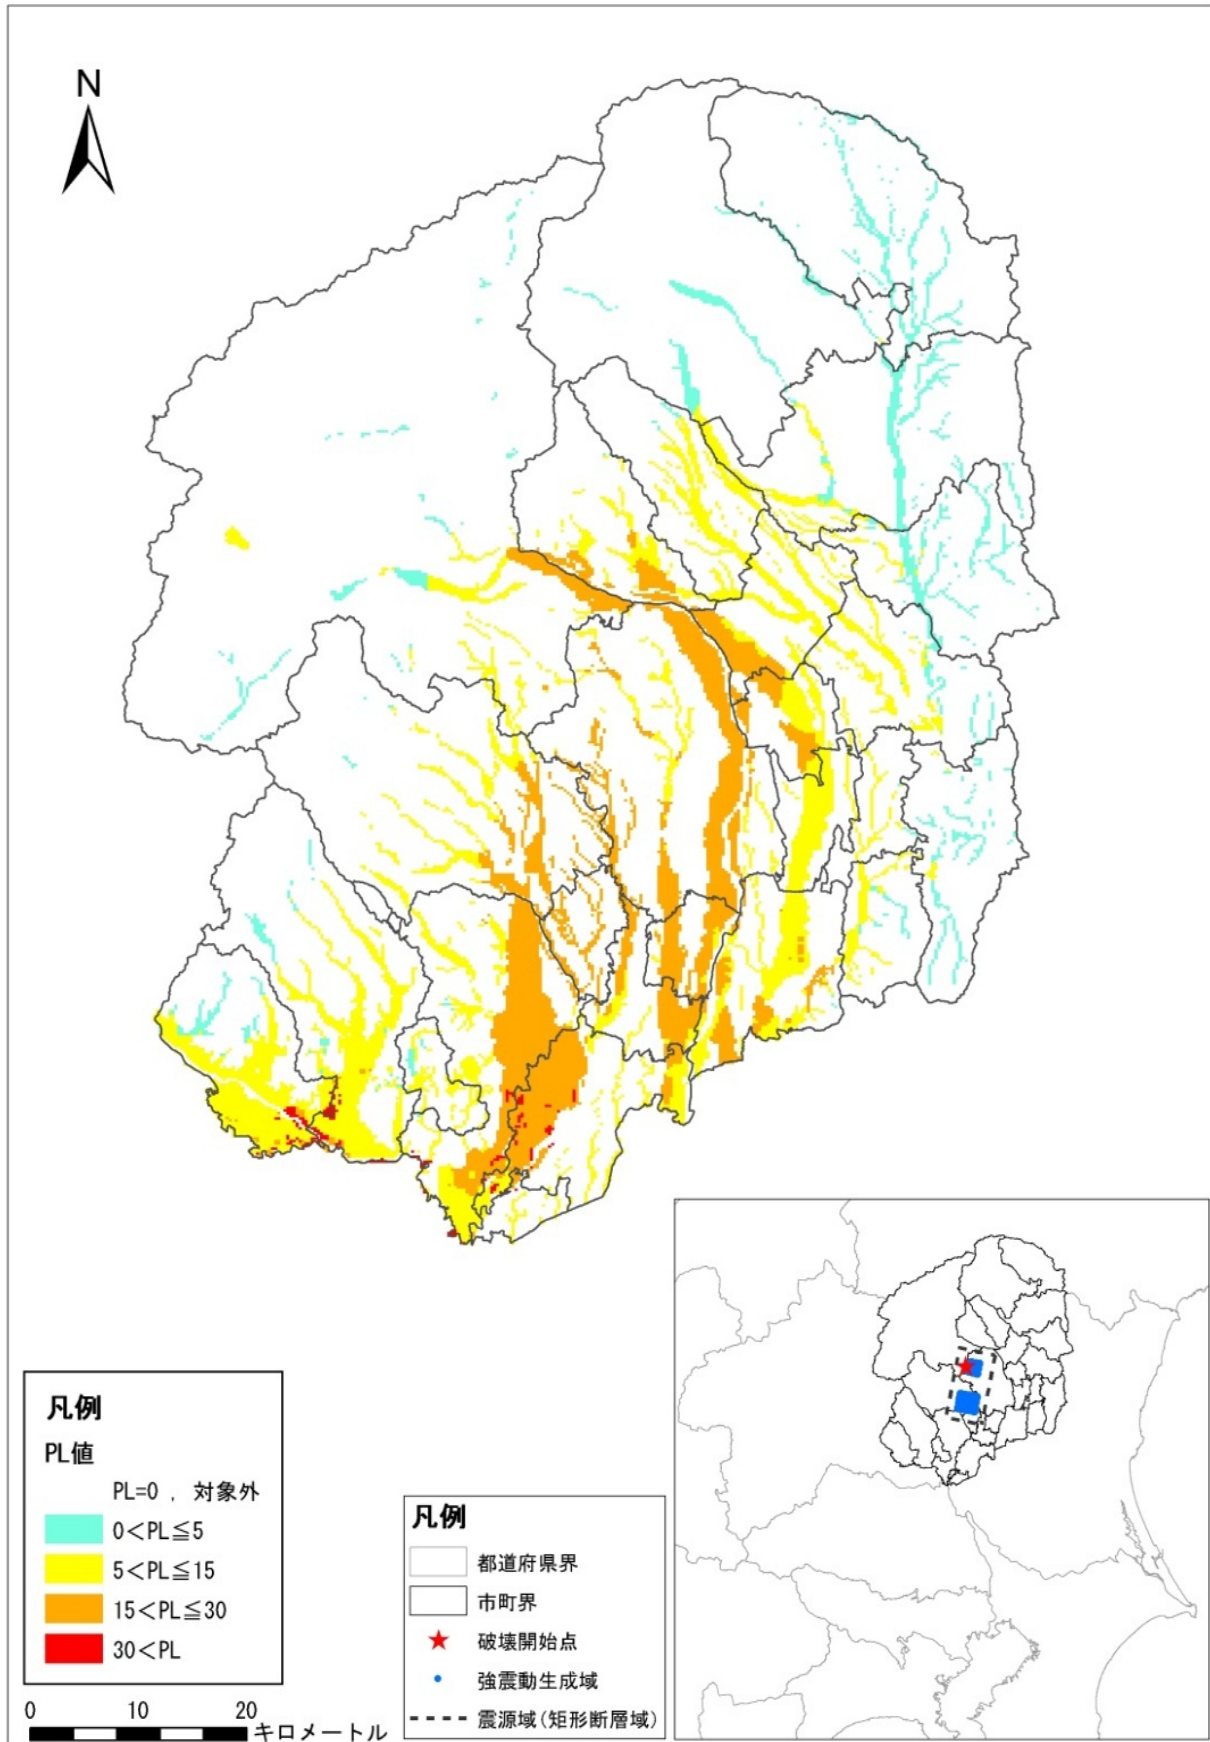 N
凡例
PL値
PL=0 , 対象外
0<PL≦5
5<PL≦15
15<PL≦30
30<PL
0 10 20
キロメートル
凡例
都道府県界
市町界
破壊開始点
強震動生成域
震源域(矩形断層域)